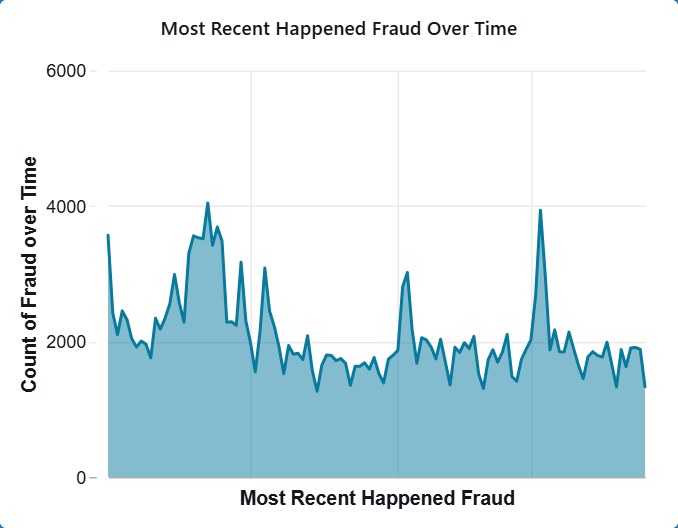 Most Recent Happened Fraud Over Time
6000
4000
2000
0
Count of Fraud over Time
Most Recent Happened Fraud